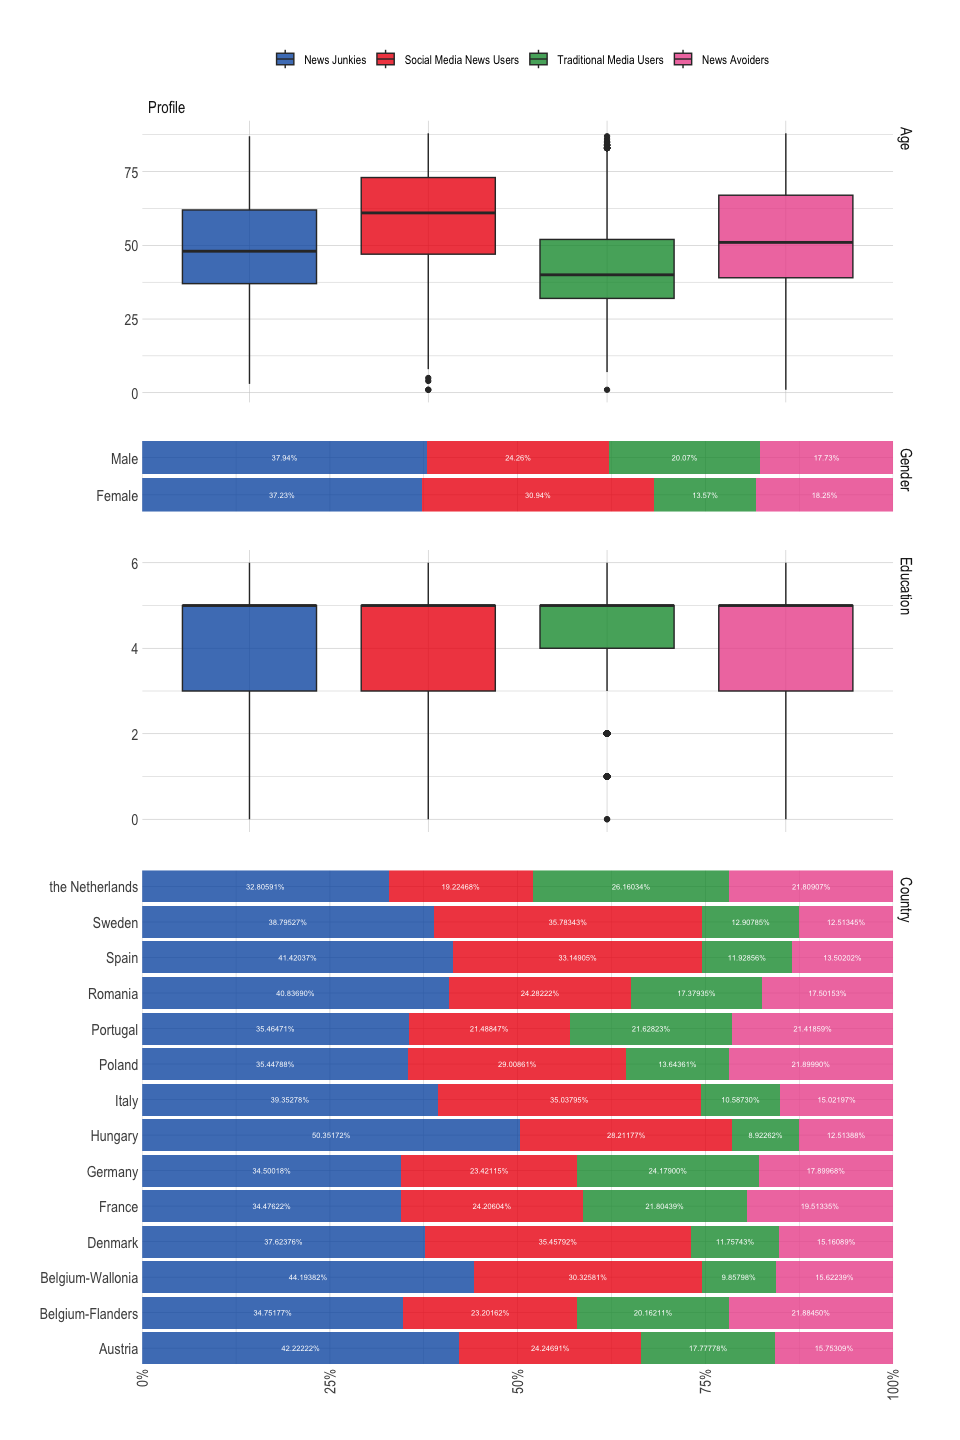 News Junkies Social Media News Users Traditional Media Users News Avoiders
Profile
Age
75
50
25
0
Gender
Male 37.94% 24.26% 20.07% 17.73%
Female 37.23% 30.94% 13.57% 18.25%
Education
6
4
2
0
Country
the Netherlands 32.80591% 19.22468% 26.16034% 21.80907%
Sweden 38.79527% 35.78343% 12.90785% 12.51345%
Spain 41.42037% 33.14905% 11.92856% 13.50202%
Romania 40.83690% 24.28222% 17.37935% 17.50153%
Portugal 35.46471% 21.48847% 21.62823% 21.41859%
Poland 35.44788% 29.00861% 13.64361% 21.89990%
Italy 39.35278% 35.03795% 10.58730% 15.02197%
Hungary 50.35172% 28.21177% 8.92262% 12.51388%
Germany 34.50018% 23.42115% 24.17900% 17.89968%
France 34.47622% 24.20604% 21.80439% 19.51335%
Denmark 37.62376% 35.45792% 11.75743% 15.16089%
Belgium-Wallonia 44.19382% 30.32581% 9.85798% 15.62239%
Belgium-Flanders 34.75177% 23.20162% 20.16211% 21.88450%
Austria 42.22222% 24.24691% 17.77778% 15.75309%
0% 25% 50% 75% 100%